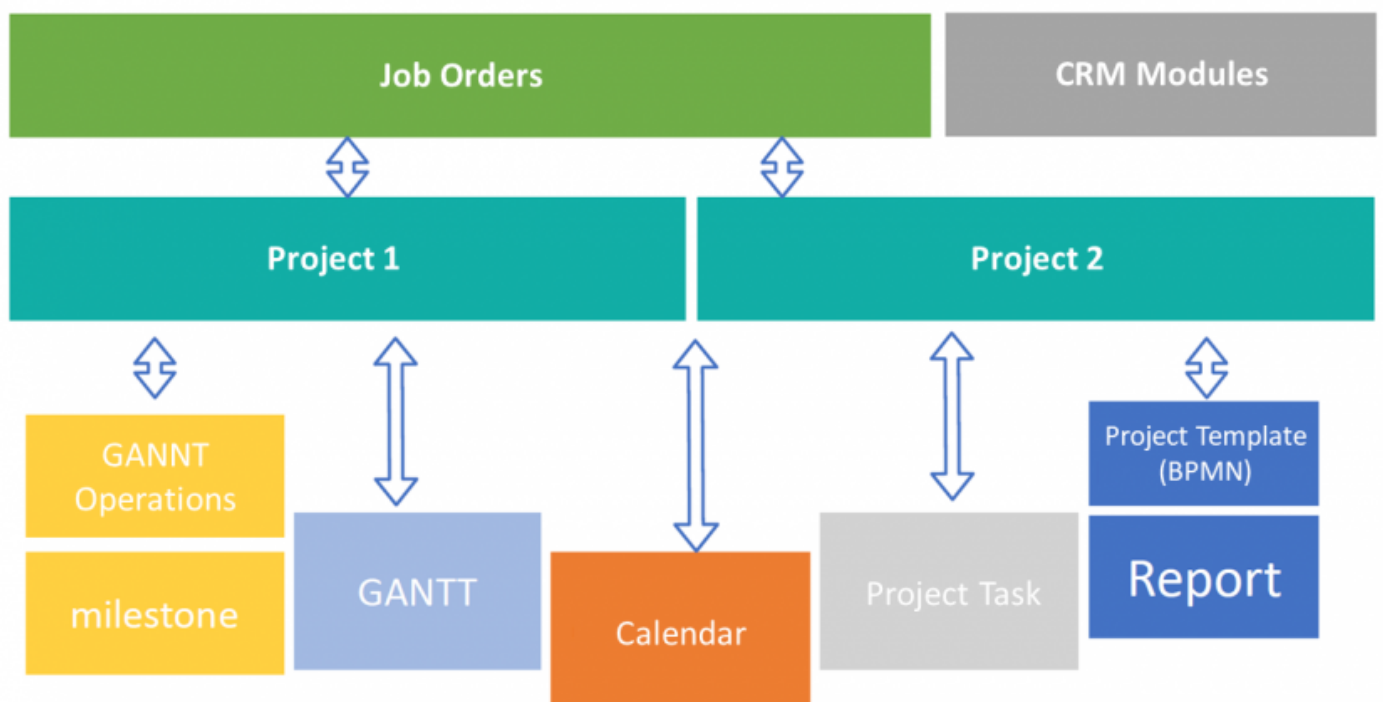 Job Orders
CRM Modules
Project 1
Project 2
GANNT
Operations
milestone
GANTT
Calendar
Project Task
Project Template
(BPMN)
Report